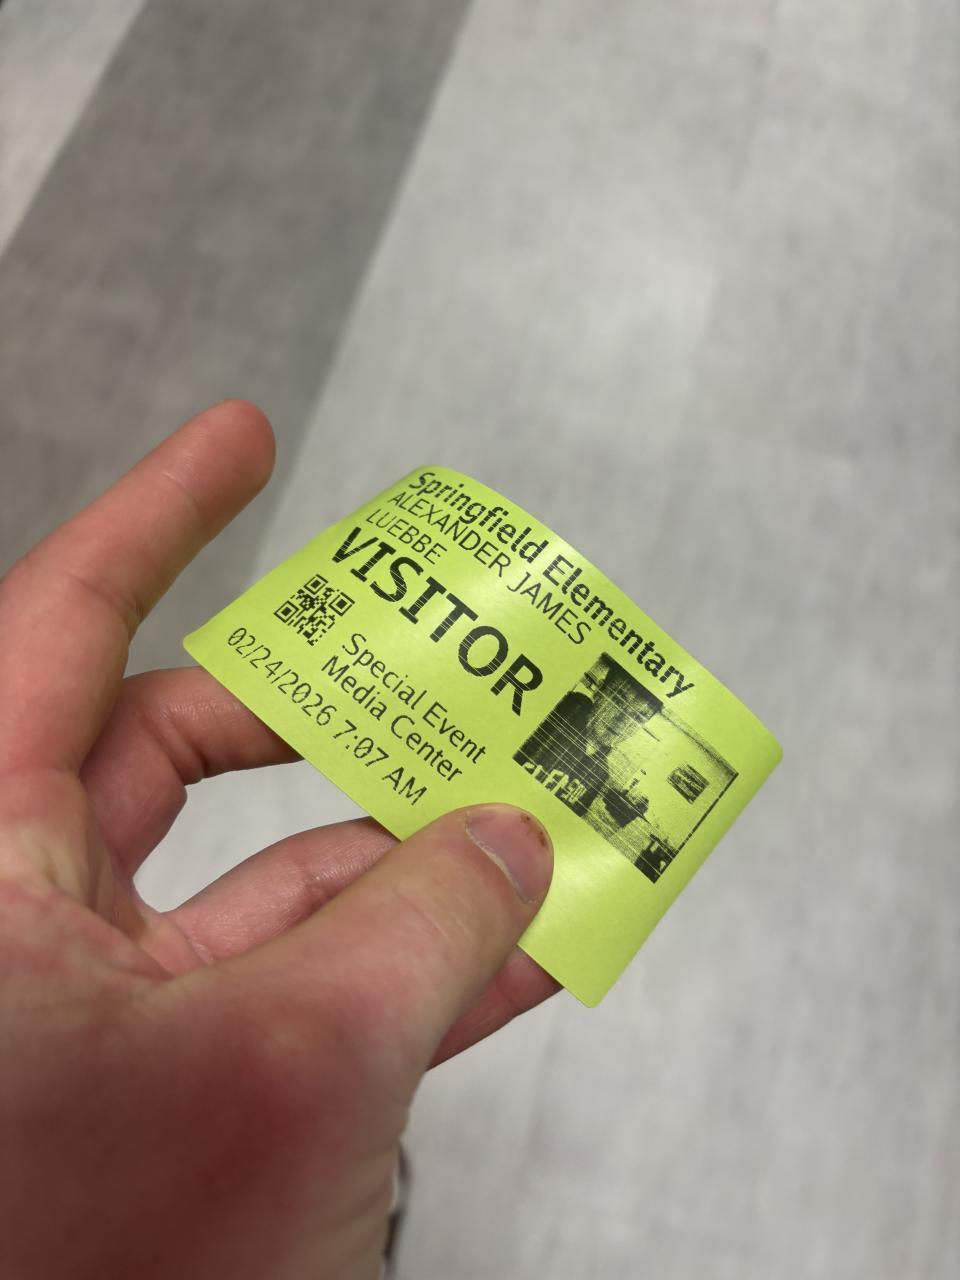 Springfield Elementary
ALEXANDER JAMES
LUEBBE
VISITOR
Special Event
Media Center
02/24/2026 7:07 AM